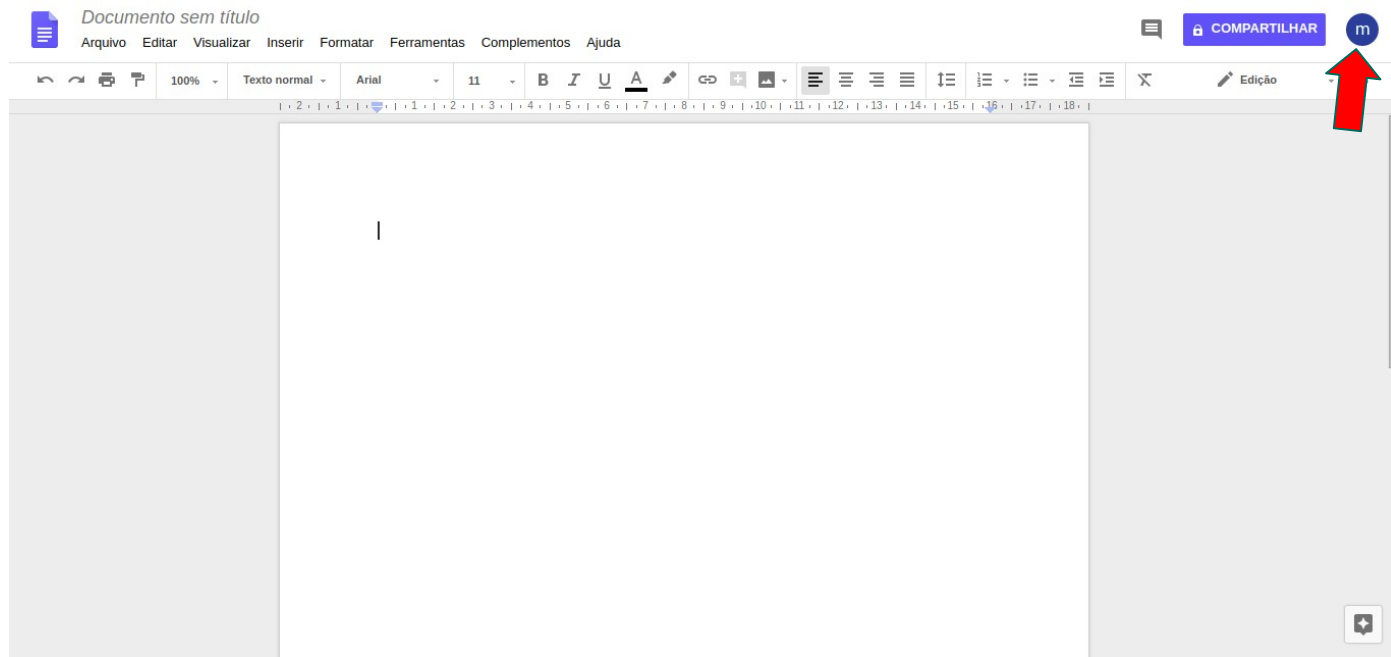 Documento sem título
Arquivo Editar Visualizar Inserir Formatar Ferramentas Complementos Ajuda
COMPARTILHAR
m
100% Texto normal Arial 11 B I U A Edição
2 1 1 2 3 4 5 6 7 8 9 10 11 12 13 14 15 16 17 18